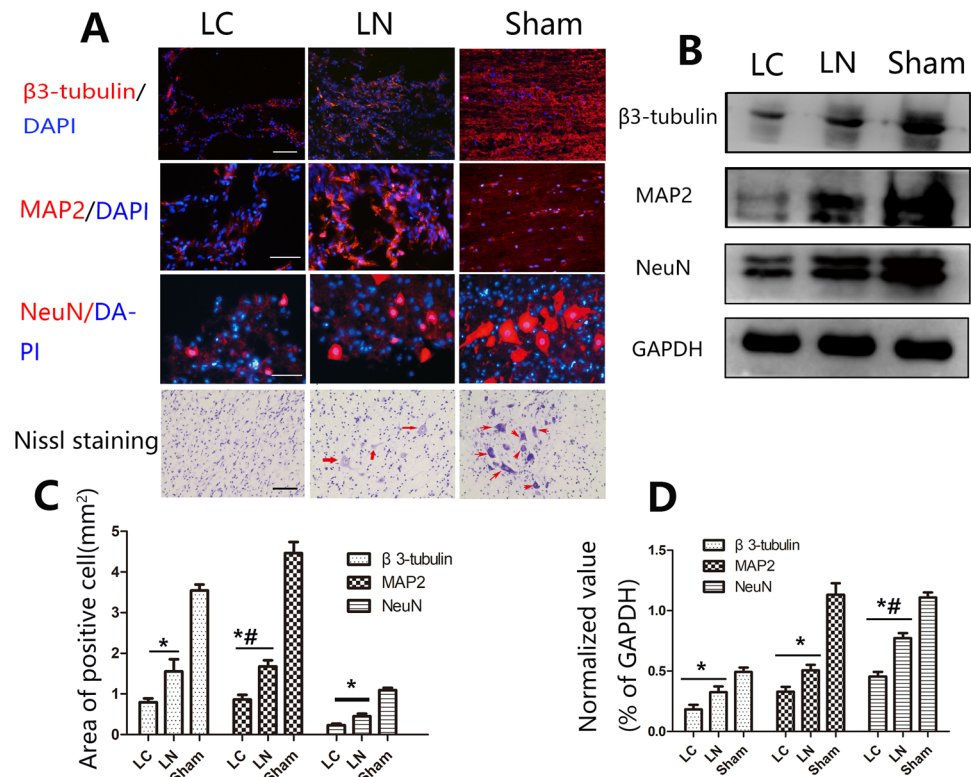 A
LC
LN
Sham
β3-tubulin/
DAPI
MAP2/DAPI
NeuN/DA-
PI
Nissl staining
B
LC
LN
Sham
β3-tubulin
MAP2
NeuN
GAPDH
C
Area of positive cell(mm²)
5
4
3
2
1
0
β 3-tubulin
MAP2
NeuN
*
*#
*
LC
LN
Sham
LC
LN
Sham
LC
LN
Sham
D
Normalized value
(% of GAPDH)
1.5
1.0
0.5
0.0
β 3-tubulin
MAP2
NeuN
*
*
*#
LC
LN
Sham
LC
LN
Sham
LC
LN
Sham